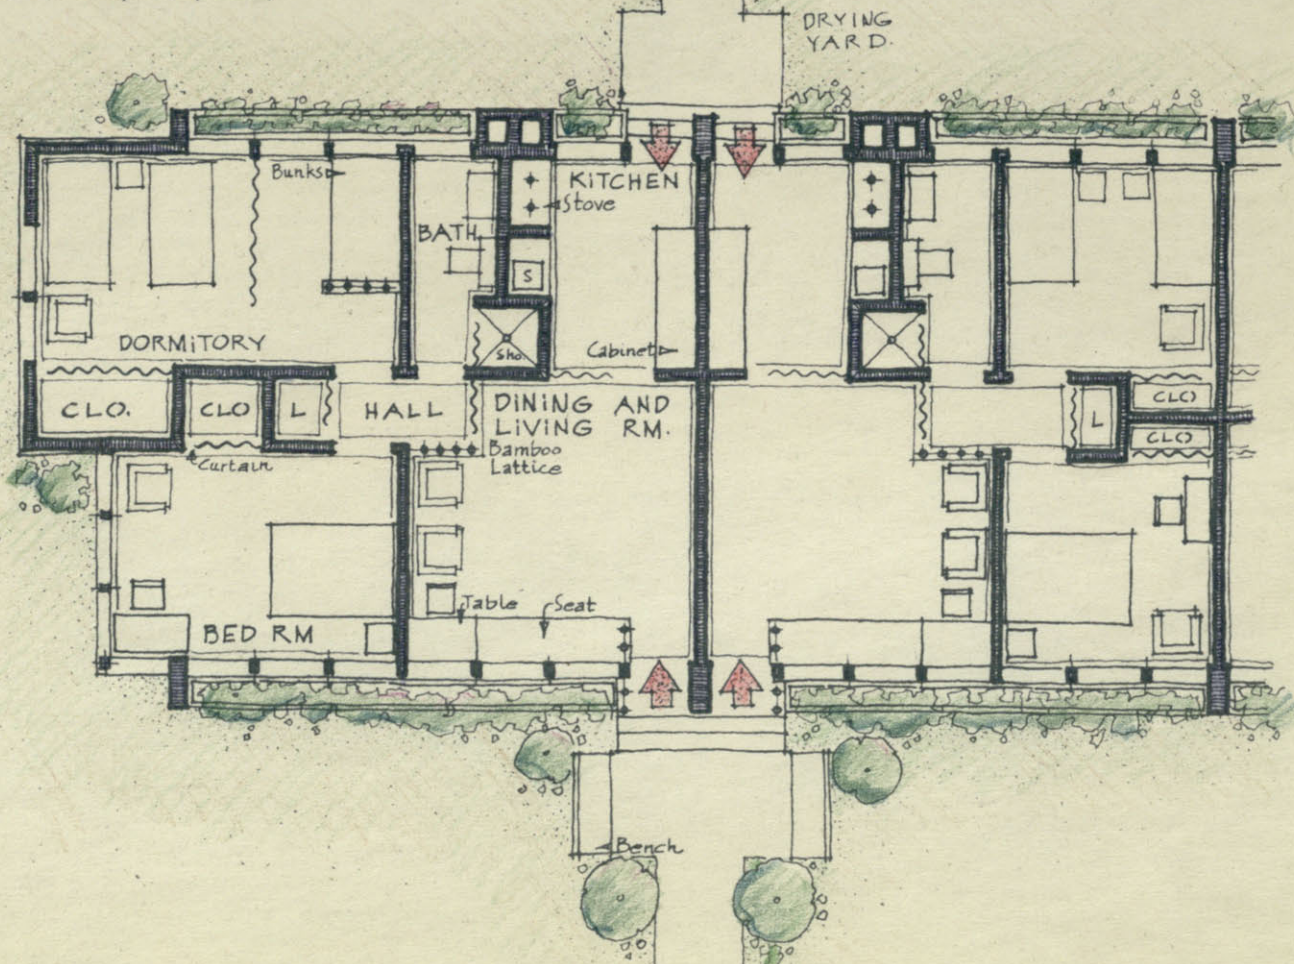 DRYING
YARD.
Bunks
KITCHEN
Stove
BATH
S
DORMITORY
Sho.
Cabinet
CLO.
CLO
L
HALL
DINING AND
LIVING RM.
Bamboo
Lattice
Curtain
L
CLO
CLO
Table
Seat
BED RM
Bench